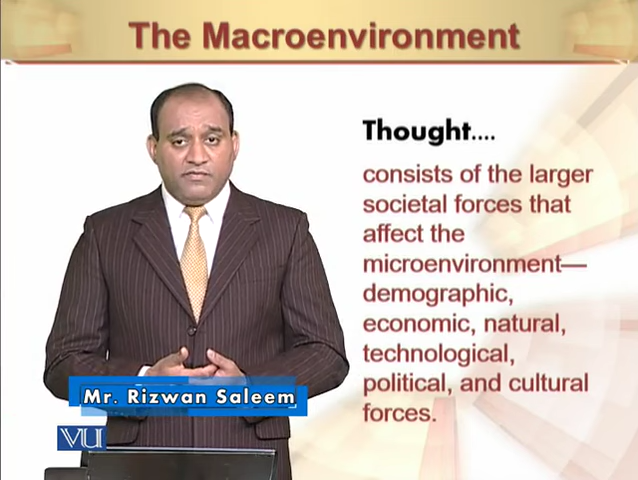 The Macroenvironment
Thought....
consists of the larger
societal forces that
affect the
microenvironment—
demographic,
economic, natural,
technological,
political, and cultural
forces.
Mr. Rizwan Saleem
VU